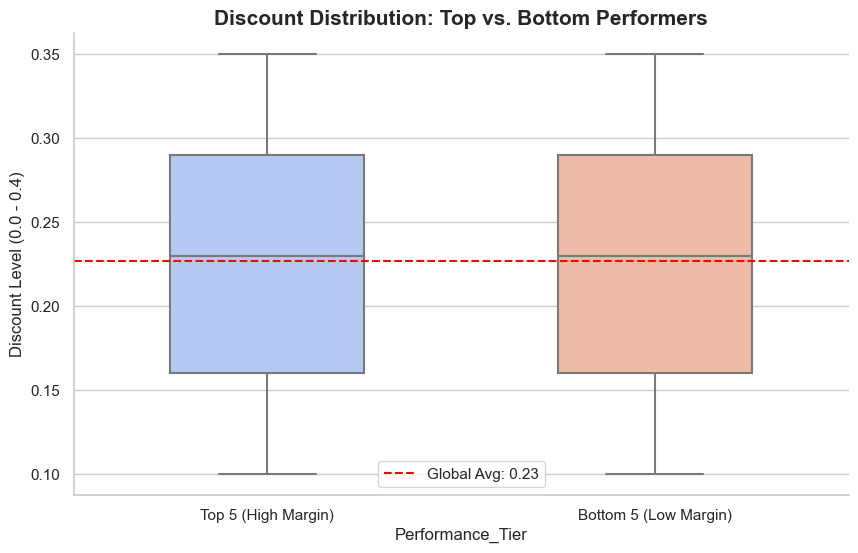 Discount Distribution: Top vs. Bottom Performers
Discount Level (0.0 - 0.4)
0.35
0.30
0.25
0.20
0.15
0.10
Global Avg: 0.23
Top 5 (High Margin)
Bottom 5 (Low Margin)
Performance_Tier